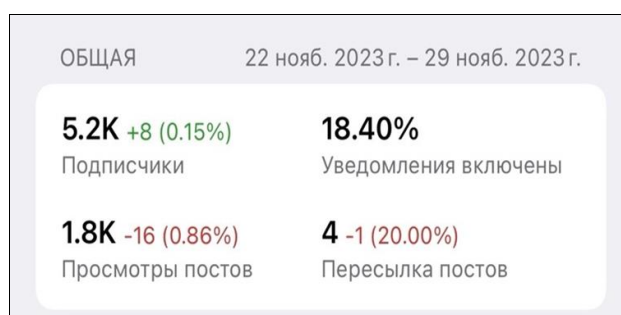 ОБЩАЯ 22 нояб. 2023 г. – 29 нояб. 2023 г.
5.2K +8 (0.15%) 18.40%
Подписчики Уведомления включены
1.8K -16 (0.86%) 4 -1 (20.00%)
Просмотры постов Пересылка постов